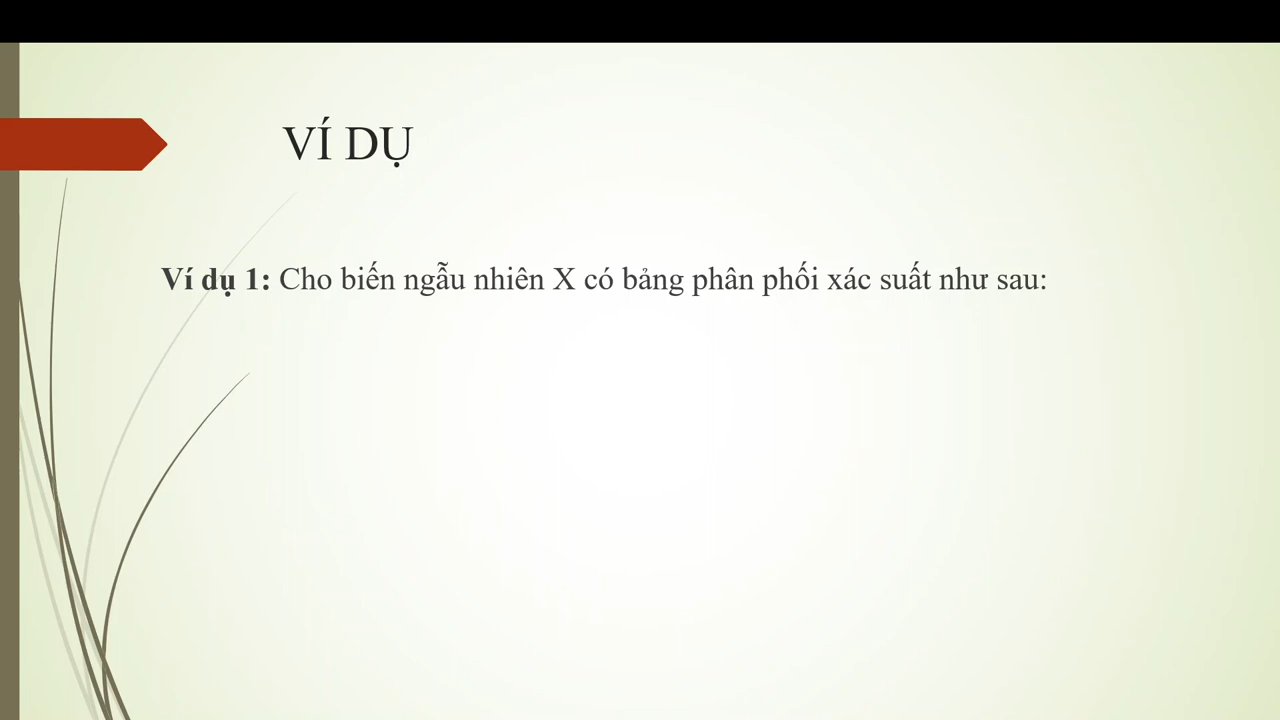 VÍ DỤ
Ví dụ 1: Cho biến ngẫu nhiên X có bảng phân phối xác suất như sau: